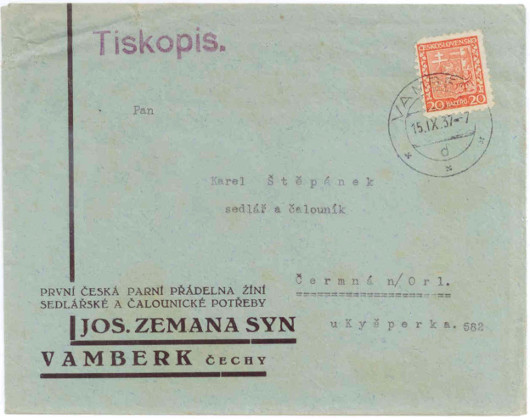 Tiskopis.
ČESKOSLOVENSKO
20 HALÉŘŮ 20
VAMBERK
15.IX.37-7
d
Pan
Karel Štěpánek
sedlář a čalouník
Čermná n/Orl.
u Kyšperka. 682
PRVNÍ ČESKÁ PARNÍ PŘÁDELNA ŽÍNÍ
SEDLÁŘSKÉ A ČALOUNICKÉ POTŘEBY
JOS. ZEMANA SYN
VAMBERK ČECHY